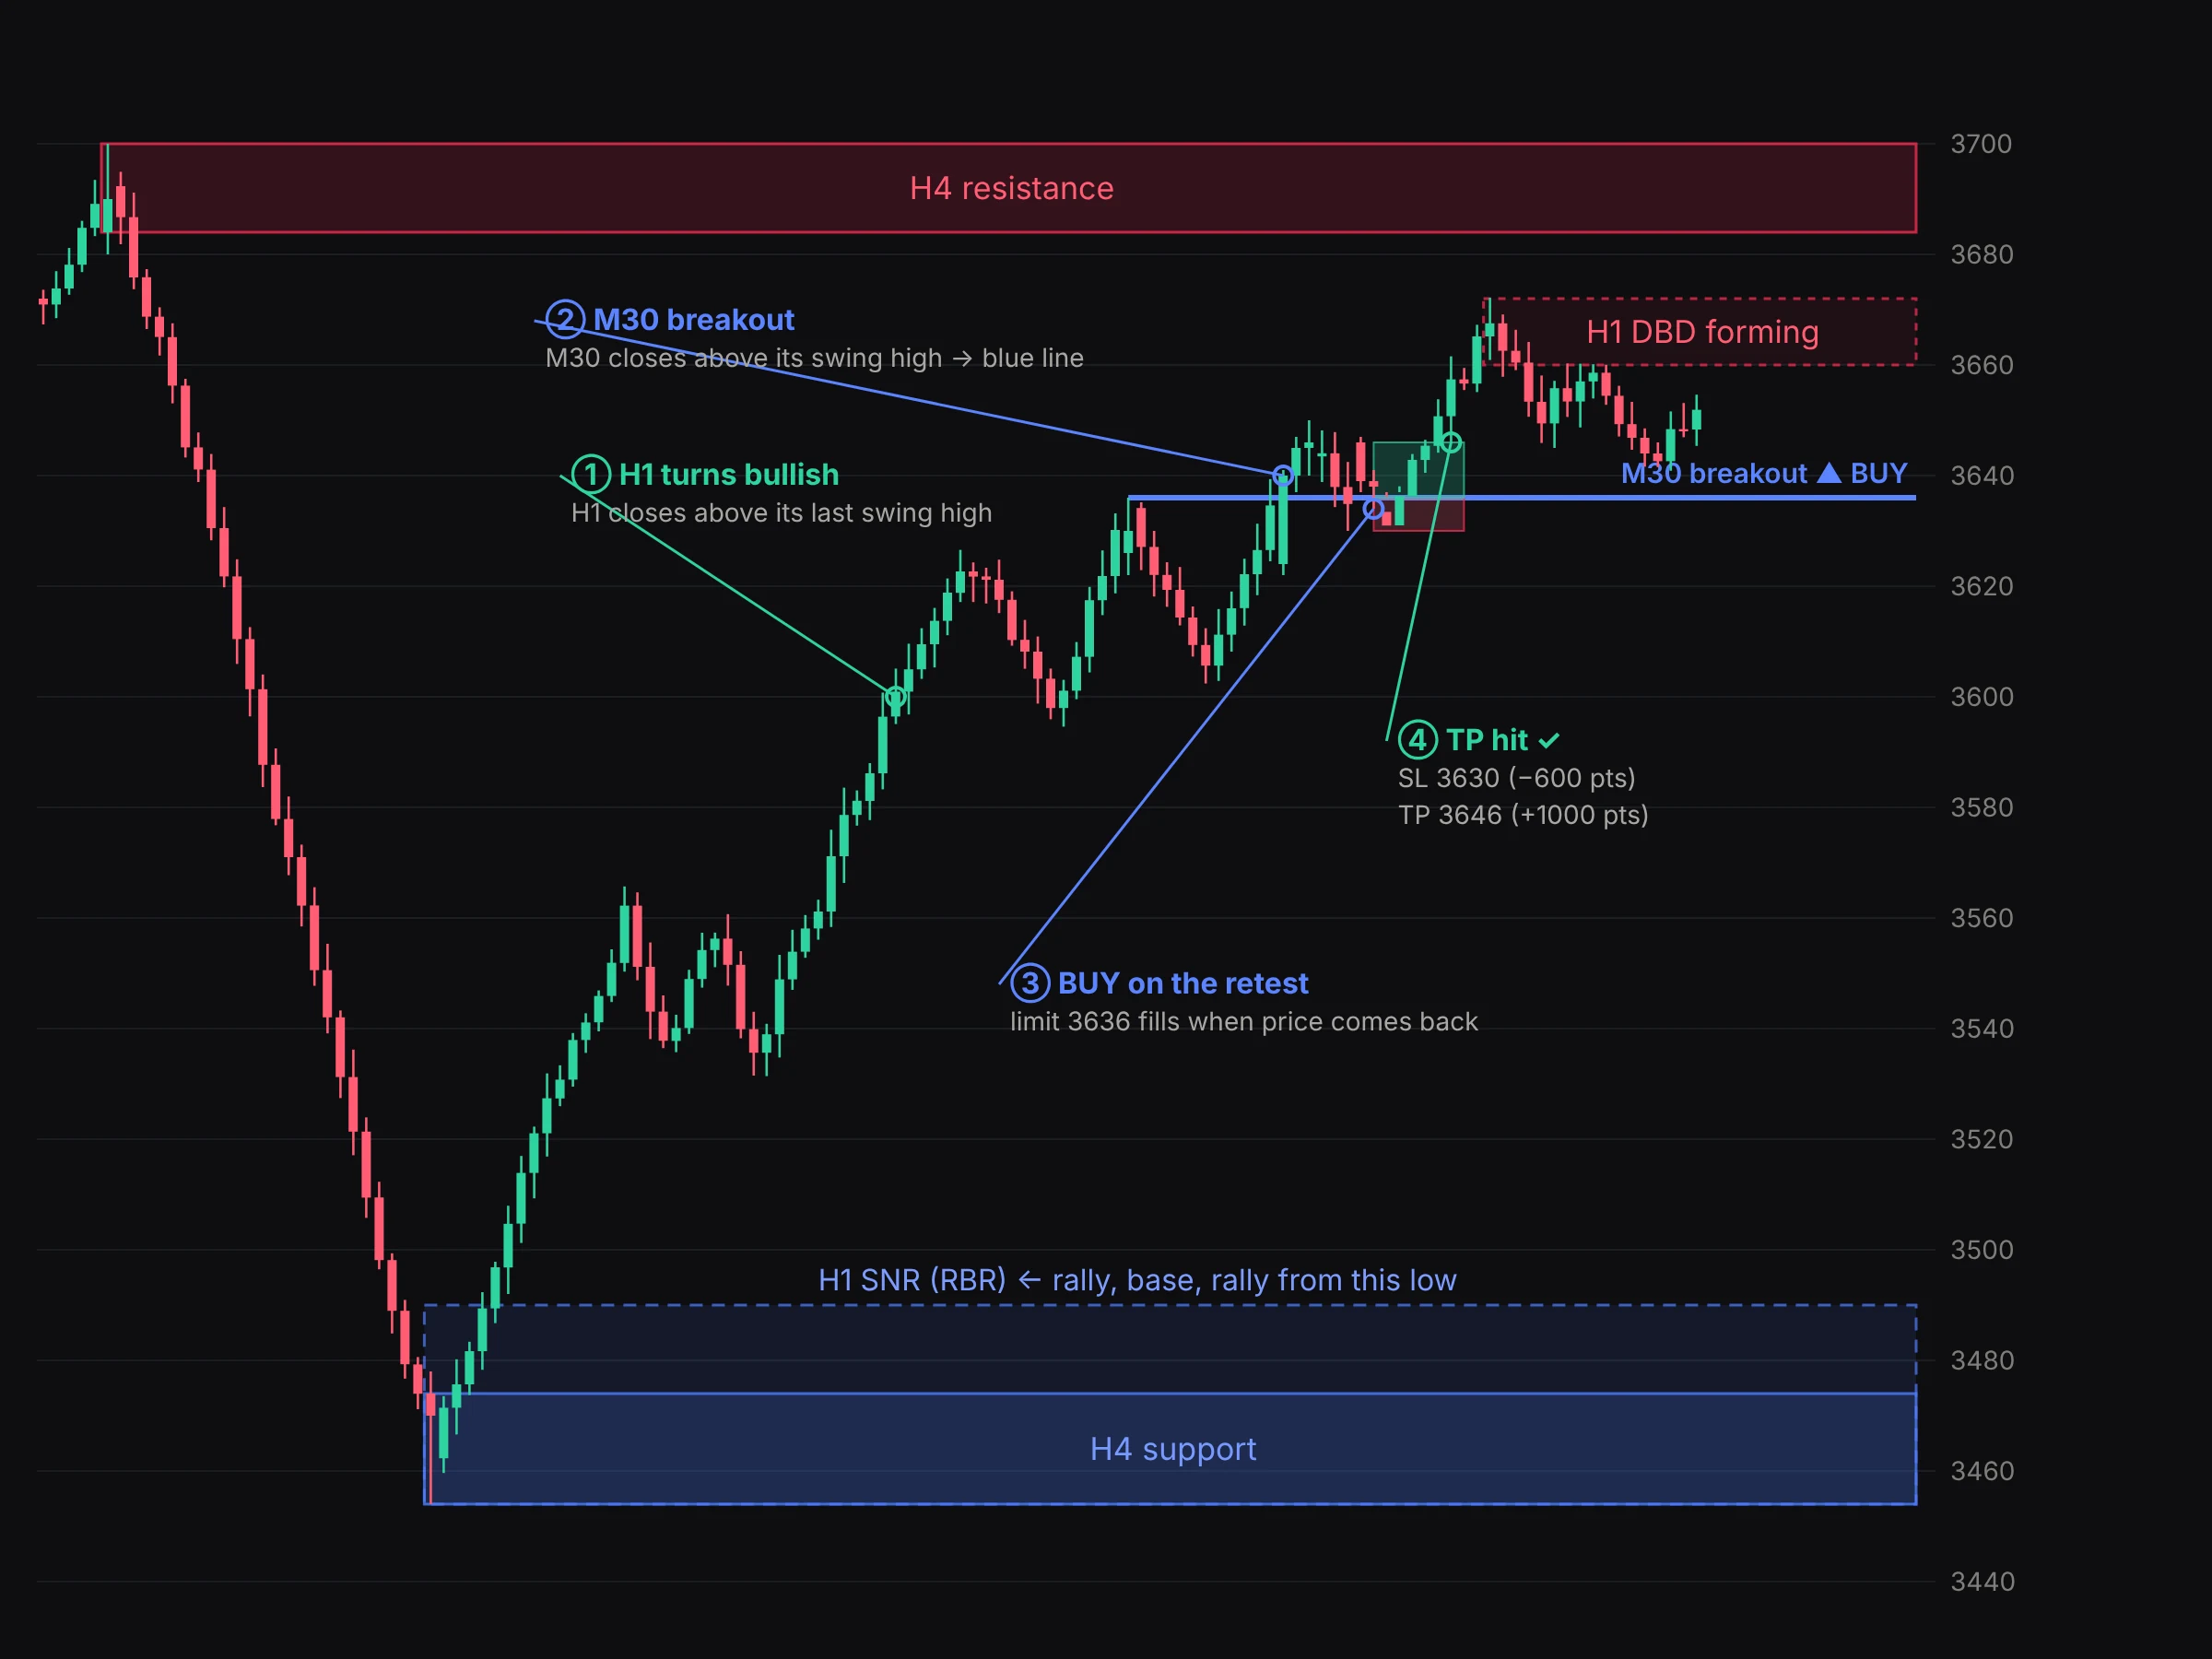 H4 resistance
② M30 breakout
M30 closes above its swing high → blue line
H1 DBD forming
① H1 turns bullish
H1 closes above its last swing high
M30 breakout ▲ BUY
④ TP hit ✓
SL 3630 (−600 pts)
TP 3646 (+1000 pts)
③ BUY on the retest
limit 3636 fills when price comes back
H1 SNR (RBR) ← rally, base, rally from this low
H4 support
3700
3680
3660
3640
3620
3600
3580
3560
3540
3520
3500
3480
3460
3440